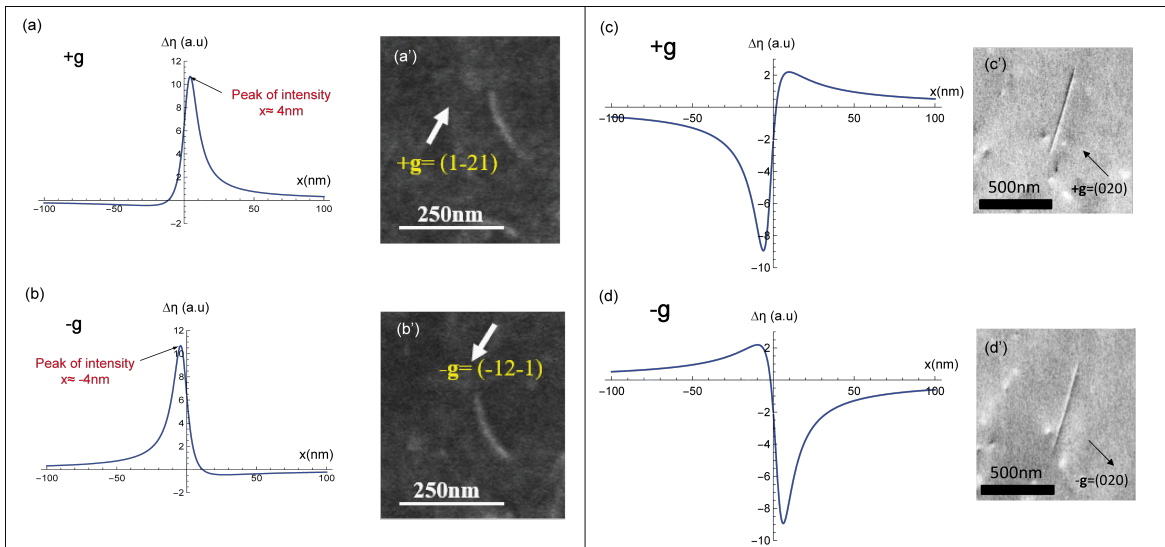 (a)
+g
Δη (a.u)
12
10
8
6
4
2
−2
Peak of intensity
x≈ 4nm
x(nm)
−100
−50
50
100
(a')
+g= (1-21)
250nm
(b)
-g
Δη (a.u)
12
10
8
6
4
2
−2
Peak of intensity
x≈ -4nm
x(nm)
−100
−50
50
100
(b')
-g= (-12-1)
250nm
(c)
+g
Δη (a.u)
2
−2
−4
−6
−8
−10
x(nm)
−100
−50
50
100
(c')
500nm
+g=(020)
(d)
-g
Δη (a.u)
2
−2
−4
−6
−8
−10
x(nm)
−100
−50
50
100
(d')
500nm
-g=(020)